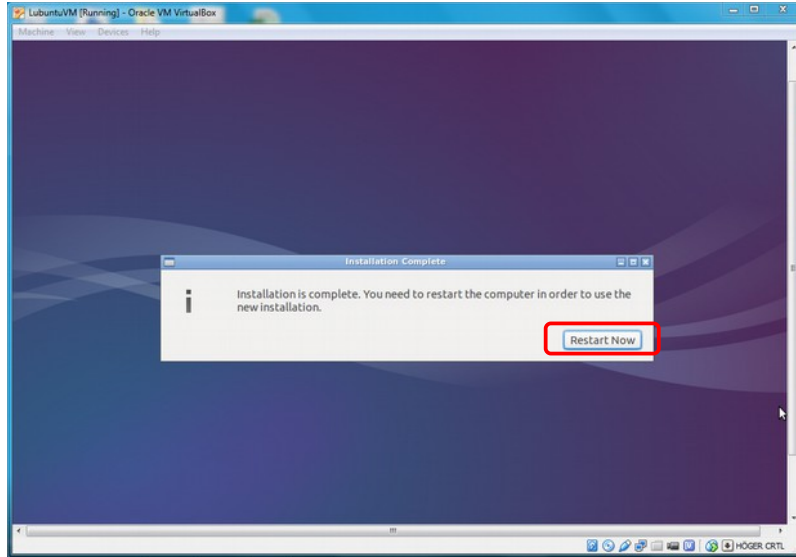 LubuntuVM [Running] - Oracle VM VirtualBox
Machine View Devices Help
Installation Complete
Installation is complete. You need to restart the computer in order to use the
new installation.
Restart Now
HÖGER CRTL